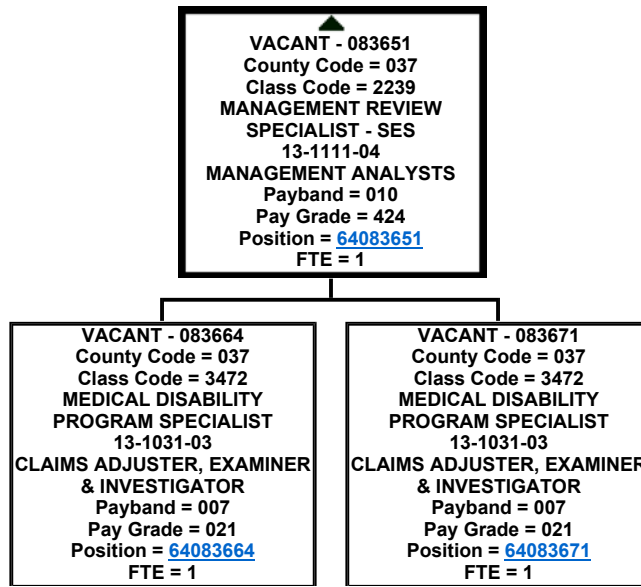 VACANT - 083651
County Code = 037
Class Code = 2239
MANAGEMENT REVIEW
SPECIALIST - SES
13-1111-04
MANAGEMENT ANALYSTS
Payband = 010
Pay Grade = 424
Position = 64083651
FTE = 1
VACANT - 083664
County Code = 037
Class Code = 3472
MEDICAL DISABILITY
PROGRAM SPECIALIST
13-1031-03
CLAIMS ADJUSTER, EXAMINER
& INVESTIGATOR
Payband = 007
Pay Grade = 021
Position = 64083664
FTE = 1
VACANT - 083671
County Code = 037
Class Code = 3472
MEDICAL DISABILITY
PROGRAM SPECIALIST
13-1031-03
CLAIMS ADJUSTER, EXAMINER
& INVESTIGATOR
Payband = 007
Pay Grade = 021
Position = 64083671
FTE = 1